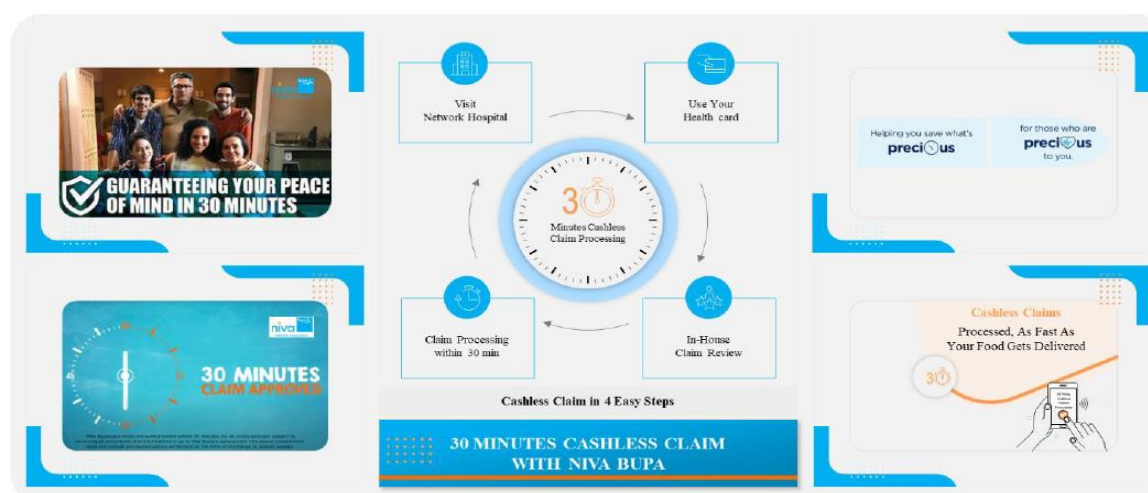 GUARANTEEING YOUR PEACE
OF MIND IN 30 MINUTES
niva
30 MINUTES
CLAIM APPROVED
Visit
Network Hospital
Use Your
Health card
30
Minutes Cashless
Claim Processing
Claim Processing
within 30 min
In-House
Claim Review
Cashless Claim in 4 Easy Steps
30 MINUTES CASHLESS CLAIM
WITH NIVA BUPA
Helping you save what's
precious
for those who are
precious
to you.
Cashless Claims
Processed, As Fast As
Your Food Gets Delivered
30